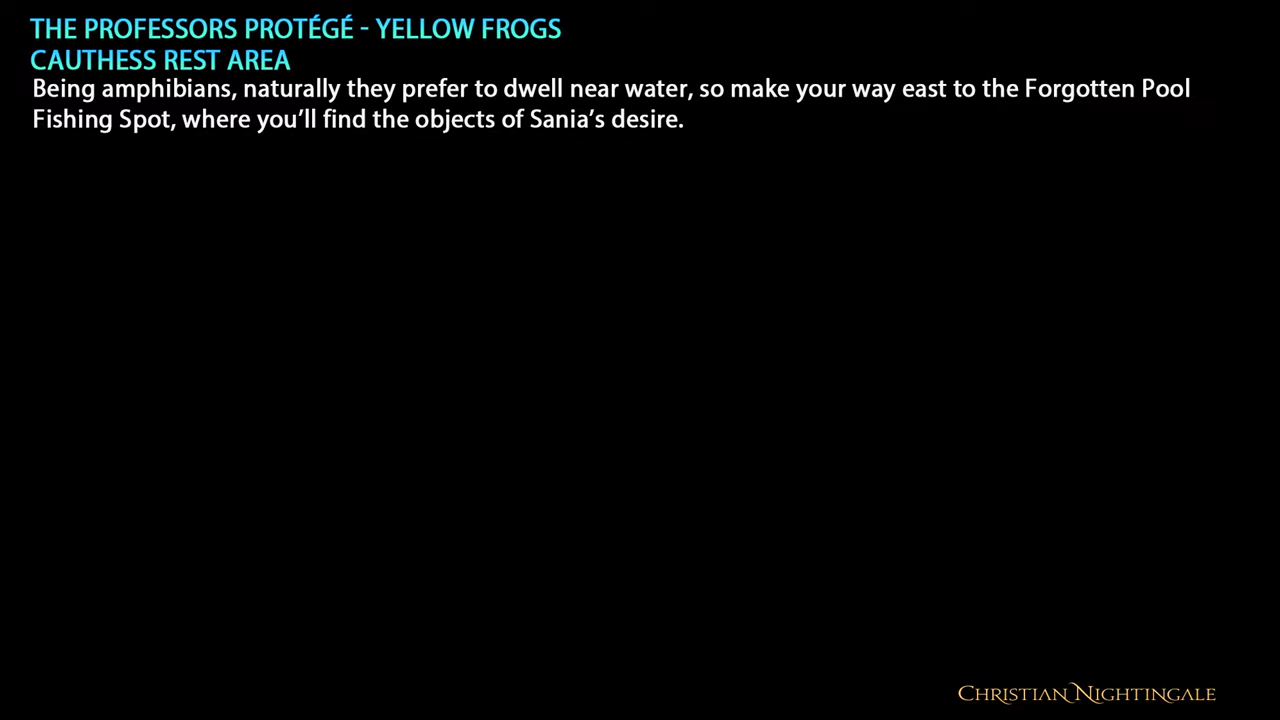 THE PROFESSORS PROTÉGÉ - YELLOW FROGS
CAUTHESS REST AREA
Being amphibians, naturally they prefer to dwell near water, so make your way east to the Forgotten Pool
Fishing Spot, where you’ll find the objects of Sania’s desire.
CHRISTIAN NIGHTINGALE